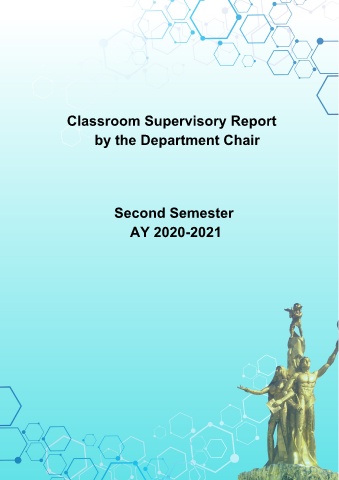 Classroom Supervisory Report
by the Department Chair
Second Semester
AY 2020-2021